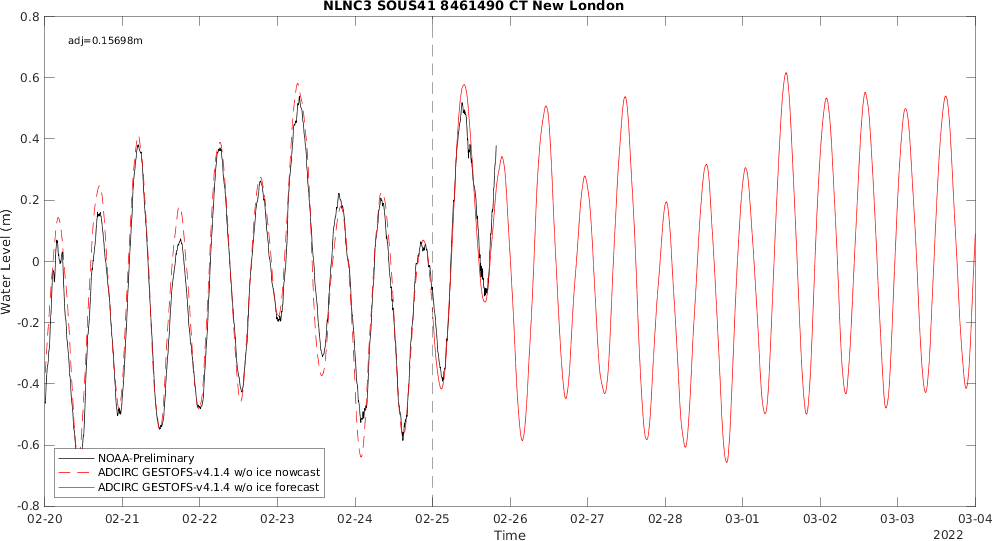 NLNC3 SOUS41 8461490 CT New London
adj=0.15698m
0.8
0.6
0.4
0.2
0
-0.2
-0.4
-0.6
-0.8
Water Level (m)
NOAA-Preliminary
ADCIRC GESTOFS-v4.1.4 w/o ice nowcast
ADCIRC GESTOFS-v4.1.4 w/o ice forecast
02-20 02-21 02-22 02-23 02-24 02-25 02-26 02-27 02-28 03-01 03-02 03-03 03-04
Time
2022